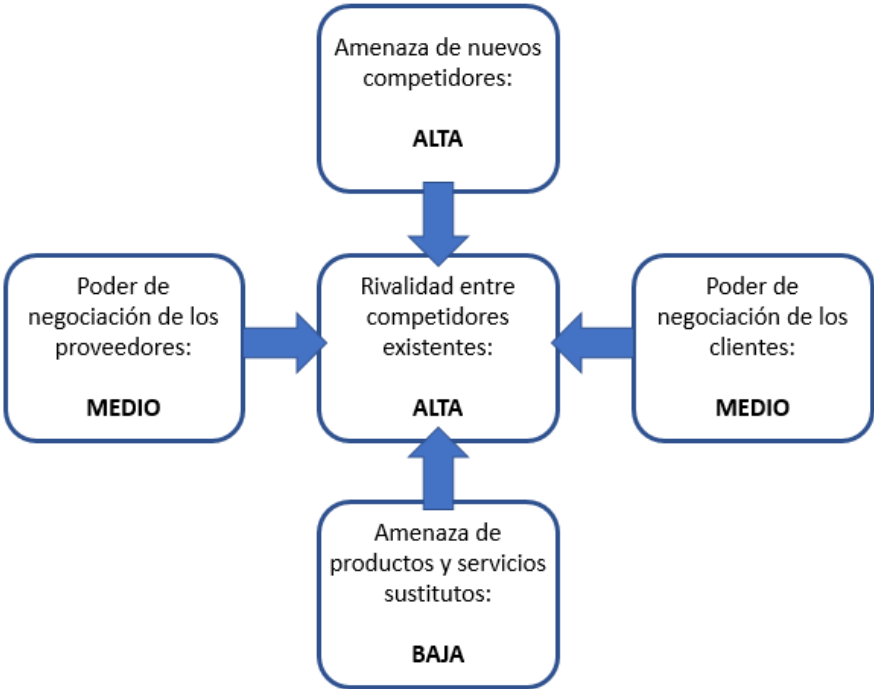 Amenaza de nuevos
competidores:
ALTA
Poder de
negociación de los
proveedores:
MEDIO
Rivalidad entre
competidores
existentes:
ALTA
Poder de
negociación de los
clientes:
MEDIO
Amenaza de
productos y servicios
sustitutos:
BAJA